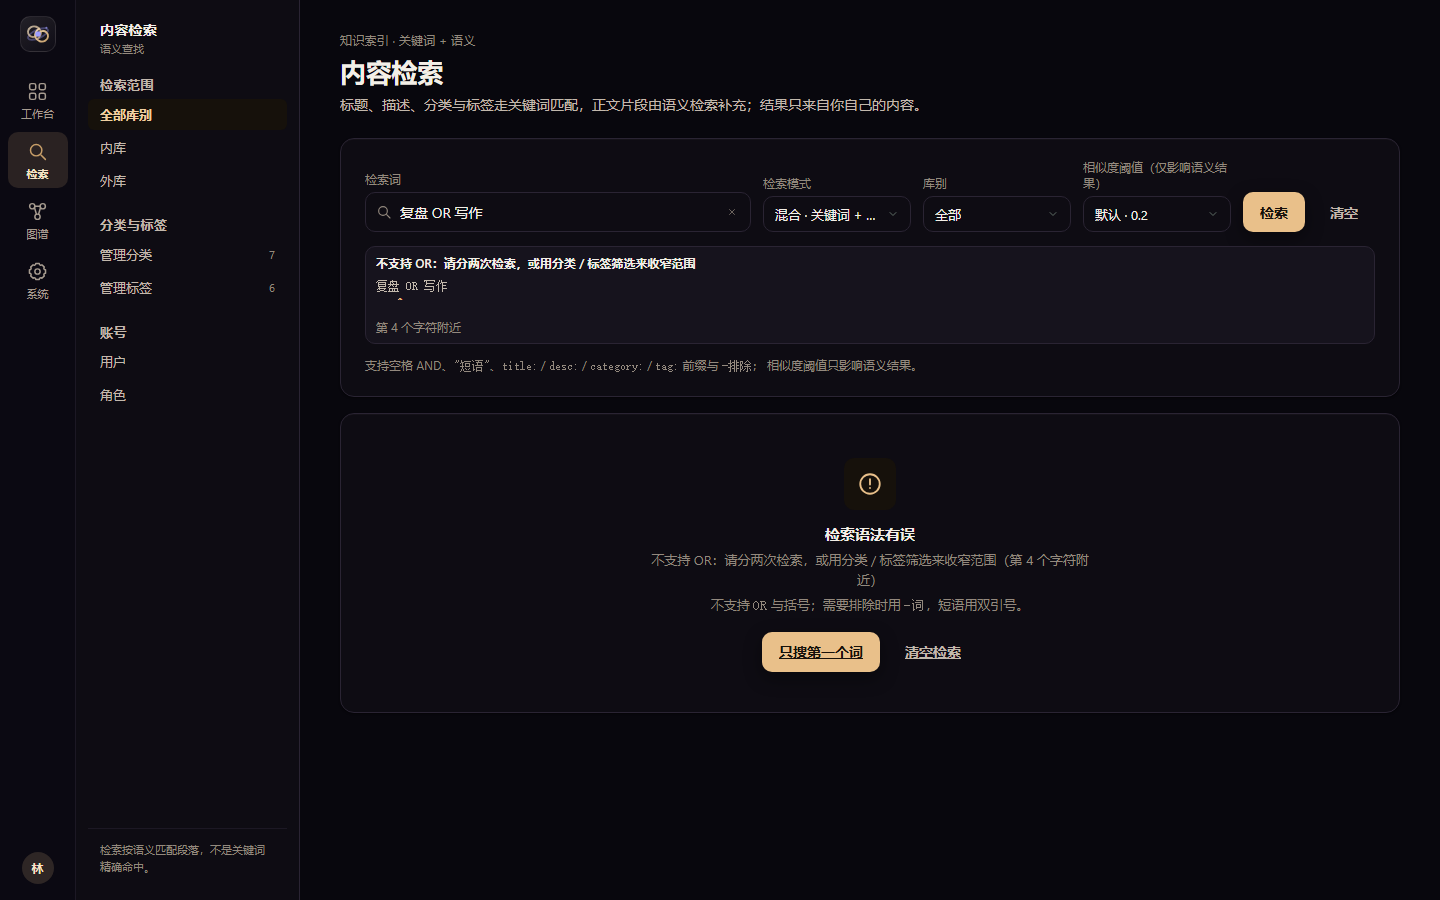 工作台
检索
图谱
系统
林
内容检索
语义查找
检索范围
全部库别
内库
外库
分类与标签
管理分类 7
管理标签 6
账号
用户
角色
检索按语义匹配段落，不是关键词
精确命中。
知识索引 · 关键词 + 语义
内容检索
标题、描述、分类与标签走关键词匹配，正文片段由语义检索补充；结果只来自你自己的内容。
检索词
复盘 OR 写作
检索模式
混合 · 关键词 + ...
库别
全部
相似度阈值（仅影响语义结
果）
默认 · 0.2
检索
清空
不支持 OR：请分两次检索，或用分类 / 标签筛选来收窄范围
复盘 OR 写作
^
第 4 个字符附近
支持空格 AND、"短语"、title: / desc: / category: / tag: 前缀与 -排除； 相似度阈值只影响语义结果。
检索语法有误
不支持 OR：请分两次检索，或用分类 / 标签筛选来收窄范围（第 4 个字符附
近）
不支持 OR 与括号；需要排除时用 -词 ，短语用双引号。
只搜第一个词
清空检索